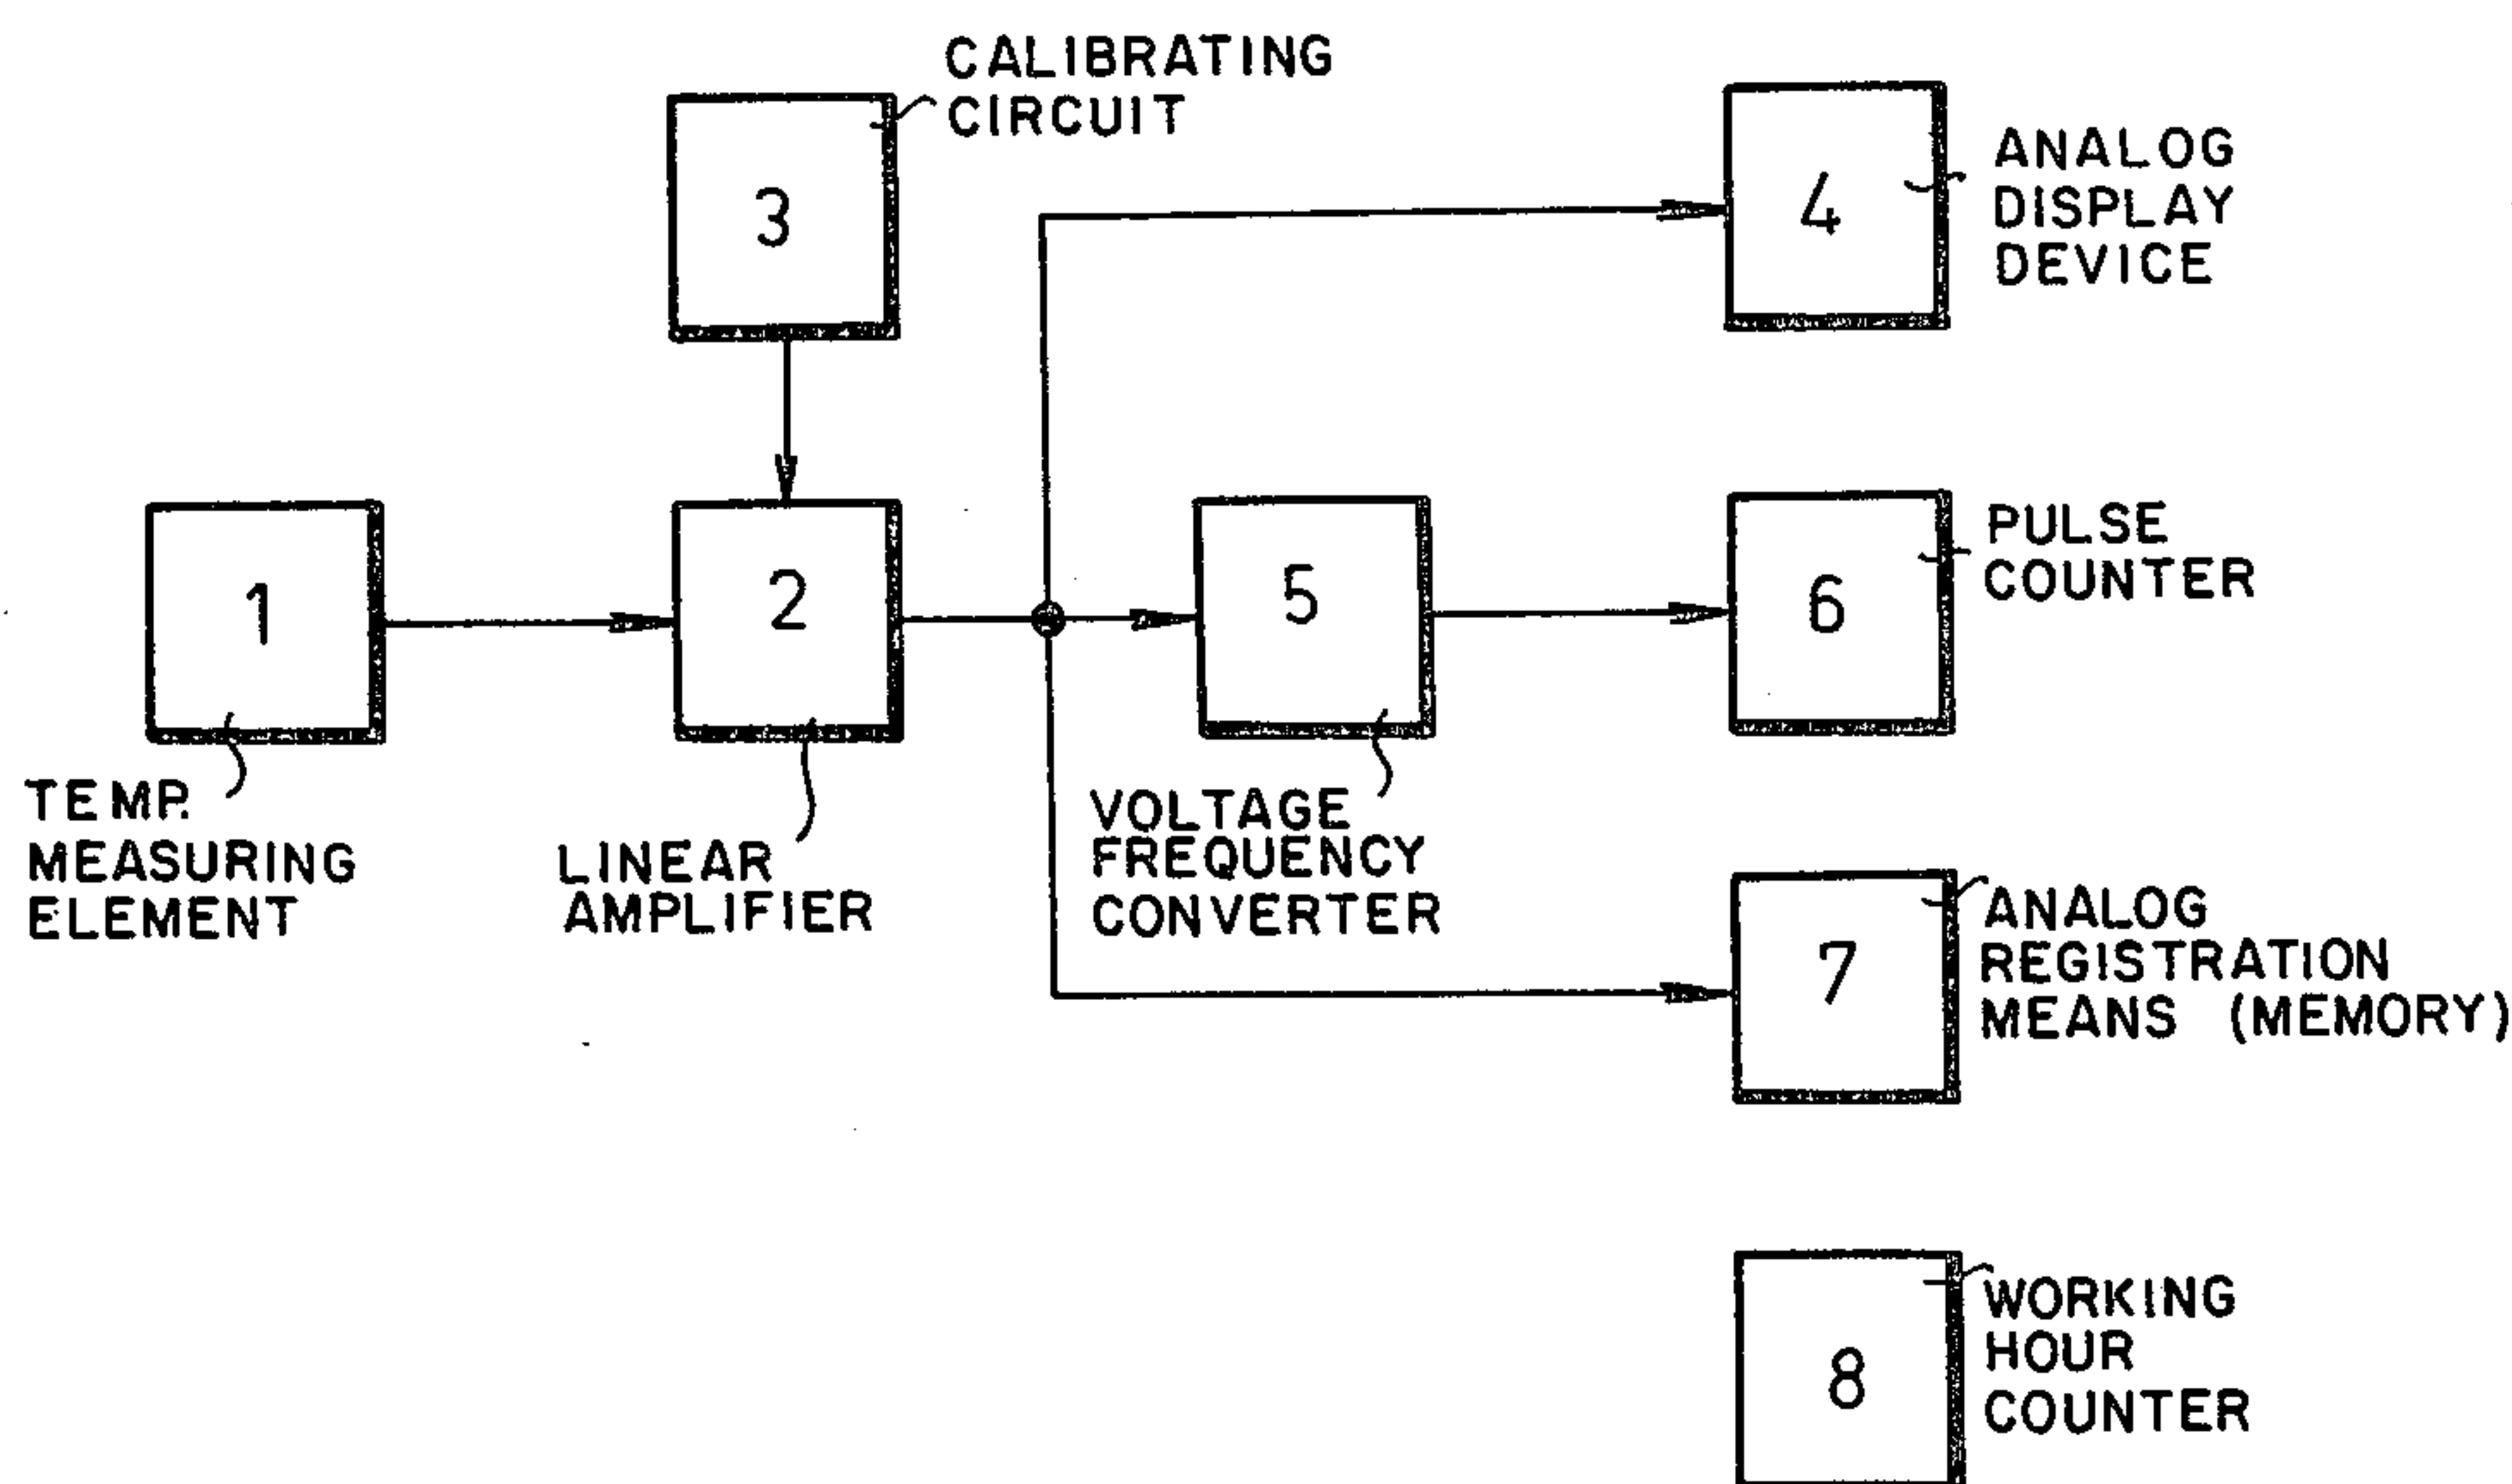 CALIBRATING
CIRCUIT
3
4
ANALOG
DISPLAY
DEVICE
1
2
5
6
PULSE
COUNTER
TEMP.
MEASURING
ELEMENT
LINEAR
AMPLIFIER
VOLTAGE
FREQUENCY
CONVERTER
7
ANALOG
REGISTRATION
MEANS (MEMORY)
8
WORKING
HOUR
COUNTER